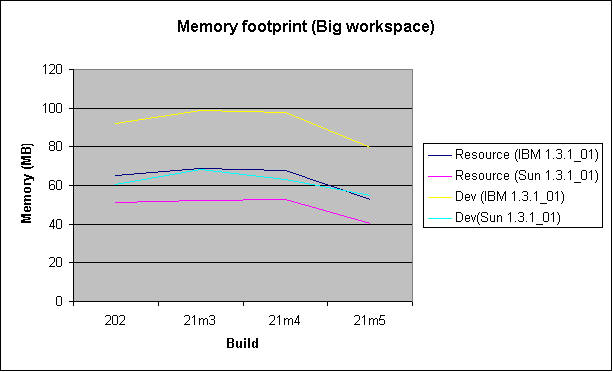 Memory footprint (Big workspace)
120
100
80
60
40
20
0
Memory (MB)
202
21m3
21m4
21m5
Build
Resource (IBM 1.3.1_01)
Resource (Sun 1.3.1_01)
Dev (IBM 1.3.1_01)
Dev(Sun 1.3.1_01)